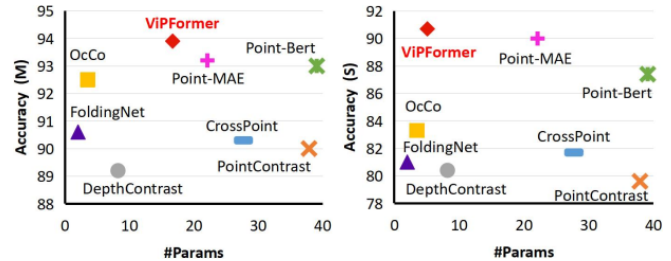 95
94
93
92
91
90
89
88
0
10
20
30
40
Accuracy (M)
#Params
ViPFormer
OcCo
Point-Bert
Point-MAE
FoldingNet
CrossPoint
PointContrast
DepthContrast
92
90
88
86
84
82
80
78
0
10
20
30
40
Accuracy (S)
#Params
ViPFormer
Point-MAE
Point-Bert
OcCo
CrossPoint
FoldingNet
DepthContrast
PointContrast